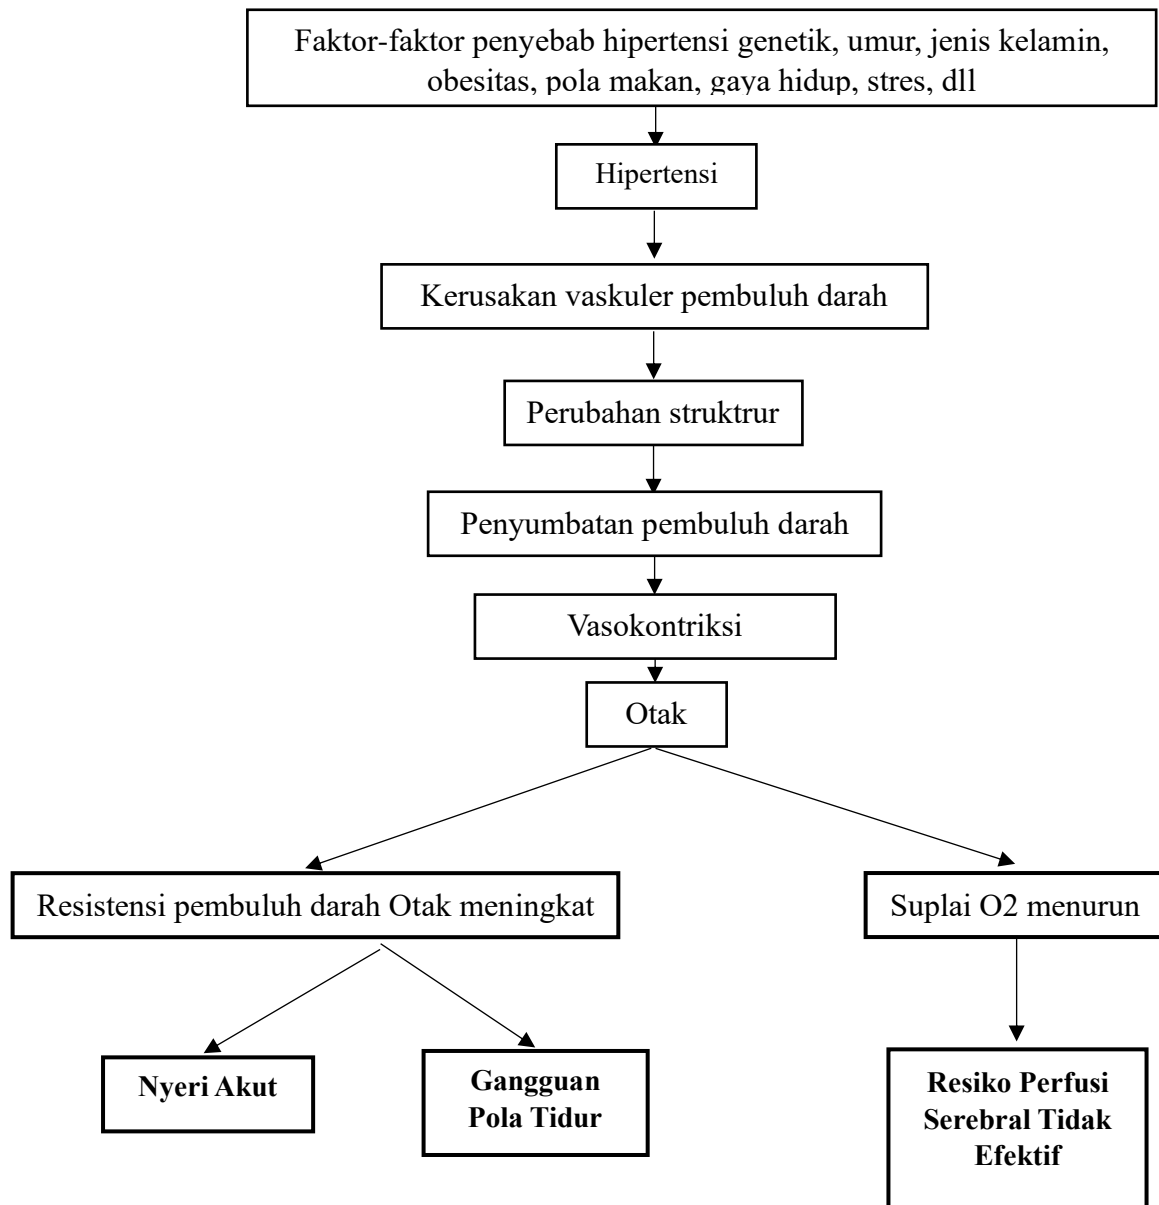 Faktor-faktor penyebab hipertensi genetik, umur, jenis kelamin,
obesitas, pola makan, gaya hidup, stres, dll
Hipertensi
Kerusakan vaskuler pembuluh darah
Perubahan struktrur
Penyumbatan pembuluh darah
Vasokontriksi
Otak
Resistensi pembuluh darah Otak meningkat
Suplai O2 menurun
Nyeri Akut
Gangguan
Pola Tidur
Resiko Perfusi
Serebral Tidak
Efektif